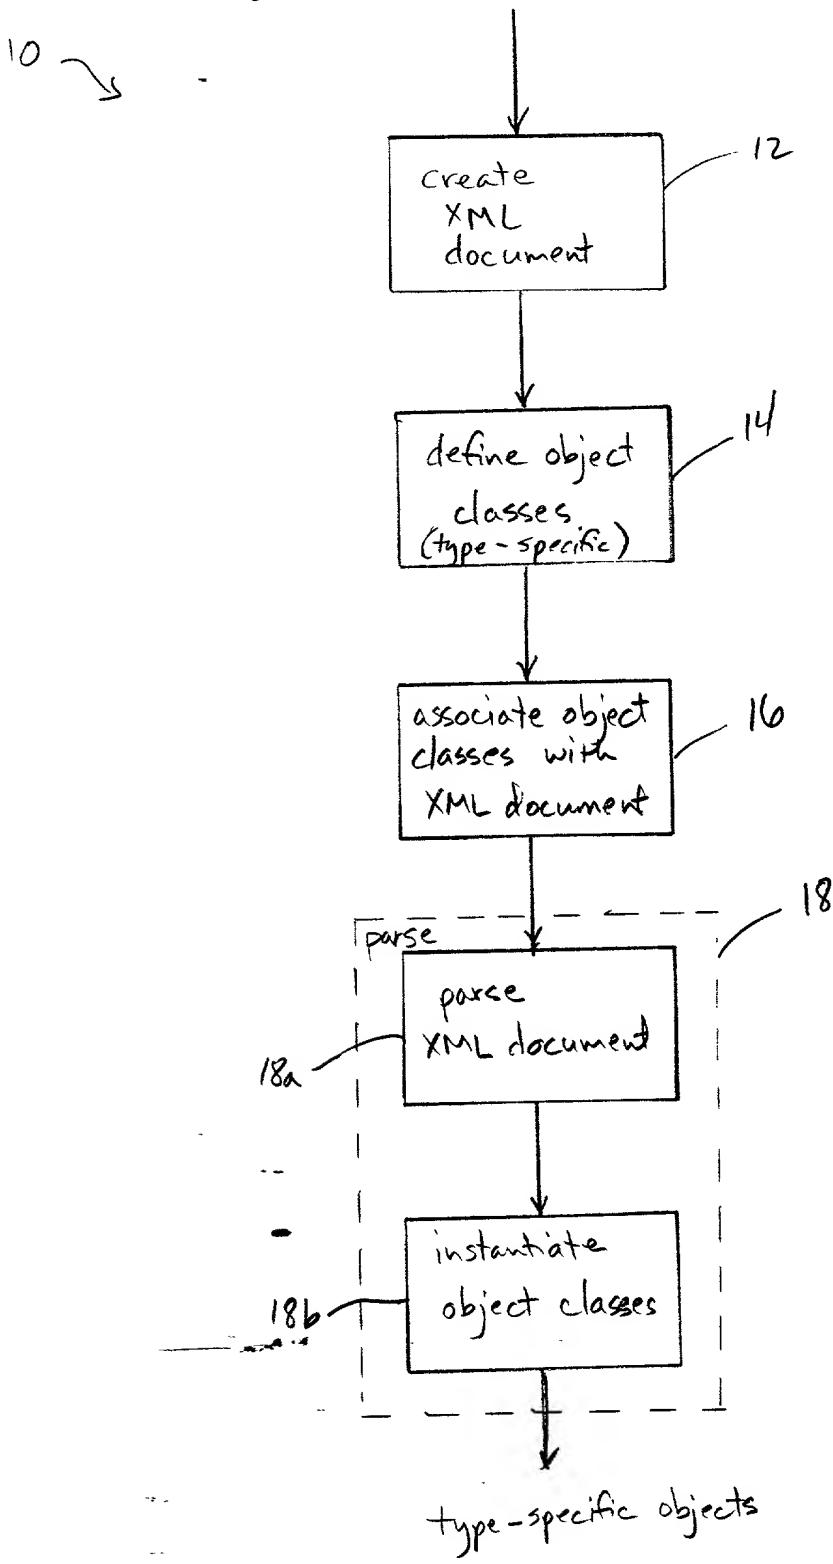 10
12
create
XML
document
14
define object
classes
(type-specific)
16
associate object
classes with
XML document
18
parse
parse
XML document
18a
instantiate
object classes
18b
type-specific objects